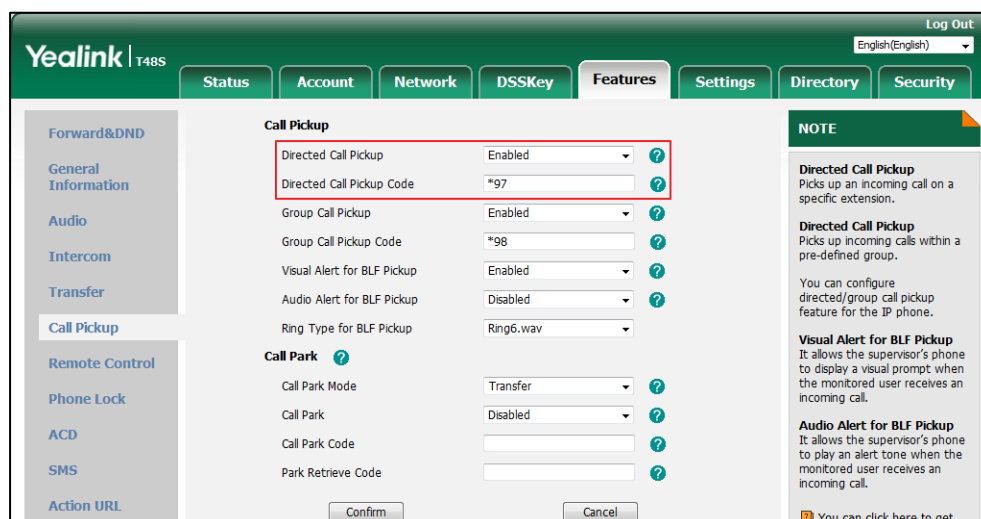 Log Out
Yealink T48S
English(English)
Status Account Network DSSKey Features Settings Directory Security
Forward&DND
General
Information
Audio
Intercom
Transfer
Call Pickup
Remote Control
Phone Lock
ACD
SMS
Action URL
Call Pickup
Directed Call Pickup Enabled
Directed Call Pickup Code *97
Group Call Pickup Enabled
Group Call Pickup Code *98
Visual Alert for BLF Pickup Enabled
Audio Alert for BLF Pickup Disabled
Ring Type for BLF Pickup Ring6.wav
Call Park ?
Call Park Mode Transfer
Call Park Disabled
Call Park Code
Park Retrieve Code
Confirm Cancel
NOTE
Directed Call Pickup
Picks up an incoming call on a
specific extension.
Directed Call Pickup
Picks up incoming calls within a
pre-defined group.
You can configure
directed/group call pickup
feature for the IP phone.
Visual Alert for BLF Pickup
It allows the supervisor's phone
to display a visual prompt when
the monitored user receives an
incoming call.
Audio Alert for BLF Pickup
It allows the supervisor's phone
to play an alert tone when the
monitored user receives an
incoming call.
You can click here to get